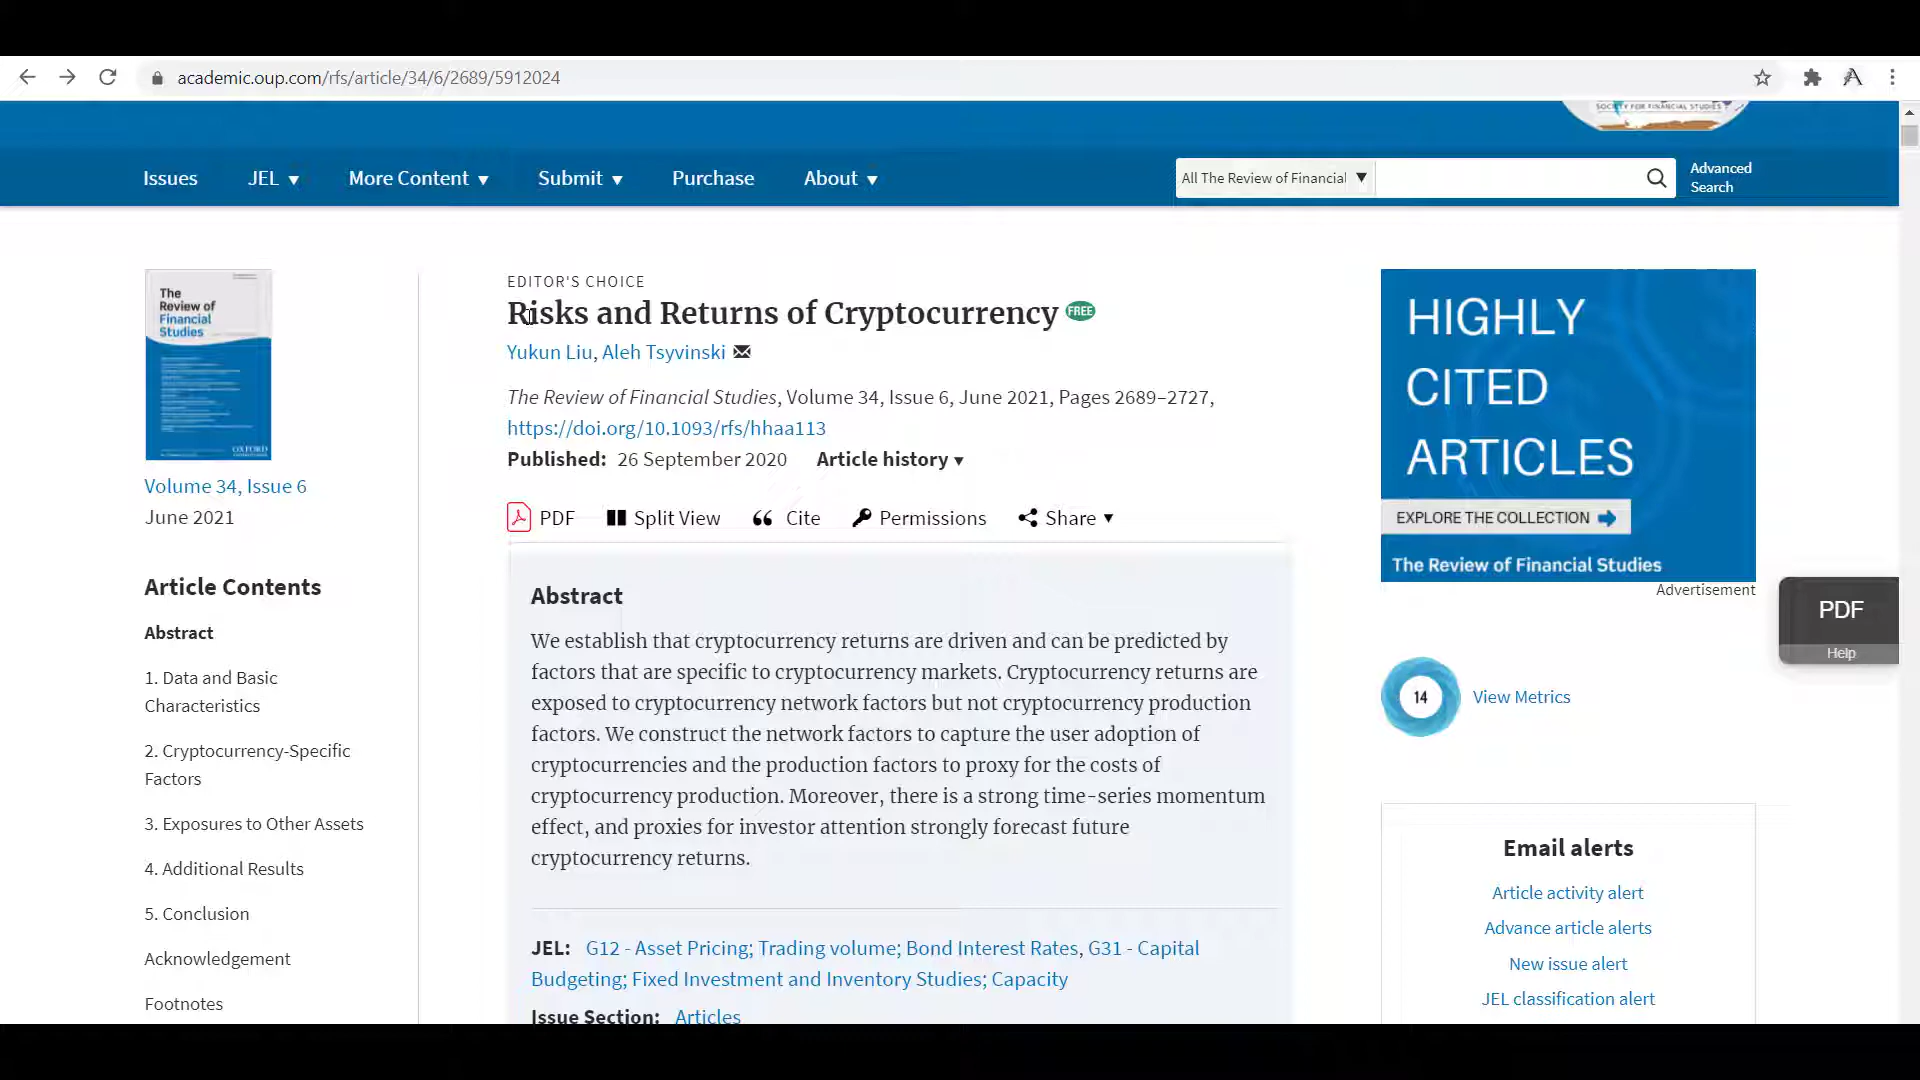 academic.oup.com/rfs/article/34/6/2689/5912024
SOCIETY FOR FINANCIAL STUDIES
Issues
JEL ▼
More Content ▼
Submit ▼
Purchase
About ▼
All The Review of Financial ▼
Advanced
Search
The
Review of
Financial
Studies
OXFORD
Volume 34, Issue 6
June 2021
Article Contents
Abstract
1. Data and Basic
Characteristics
2. Cryptocurrency-Specific
Factors
3. Exposures to Other Assets
4. Additional Results
5. Conclusion
Acknowledgement
Footnotes
EDITOR'S CHOICE
Risks and Returns of Cryptocurrency FREE
Yukun Liu, Aleh Tsyvinski
The Review of Financial Studies, Volume 34, Issue 6, June 2021, Pages 2689–2727,
https://doi.org/10.1093/rfs/hhaa113
Published: 26 September 2020 Article history ▼
PDF Split View Cite Permissions Share ▼
Abstract
We establish that cryptocurrency returns are driven and can be predicted by
factors that are specific to cryptocurrency markets. Cryptocurrency returns are
exposed to cryptocurrency network factors but not cryptocurrency production
factors. We construct the network factors to capture the user adoption of
cryptocurrencies and the production factors to proxy for the costs of
cryptocurrency production. Moreover, there is a strong time-series momentum
effect, and proxies for investor attention strongly forecast future
cryptocurrency returns.
JEL: G12 - Asset Pricing; Trading volume; Bond Interest Rates, G31 - Capital
Budgeting; Fixed Investment and Inventory Studies; Capacity
Issue Section: Articles
HIGHLY
CITED
ARTICLES
EXPLORE THE COLLECTION
The Review of Financial Studies
Advertisement
PDF
Help
14
View Metrics
Email alerts
Article activity alert
Advance article alerts
New issue alert
JEL classification alert